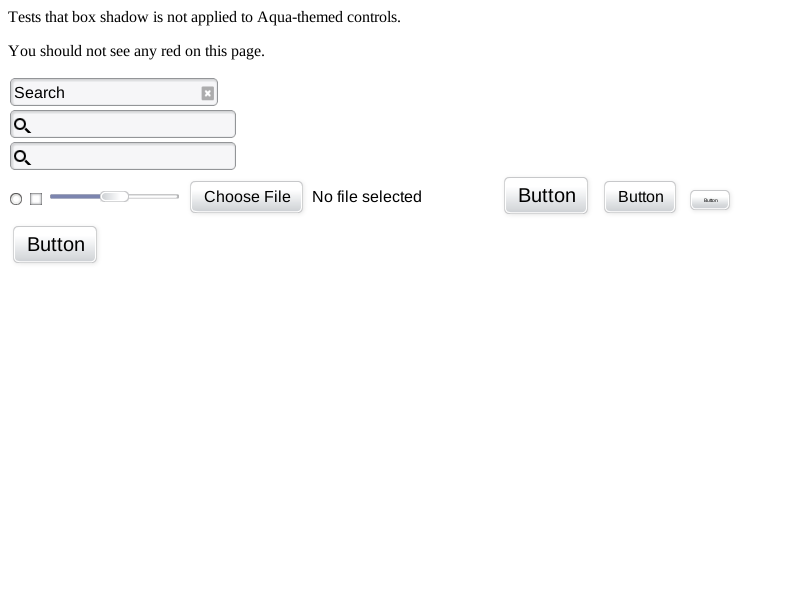 Tests that box shadow is not applied to Aqua-themed controls.
You should not see any red on this page.
Search
Choose File No file selected Button Button Button
Button